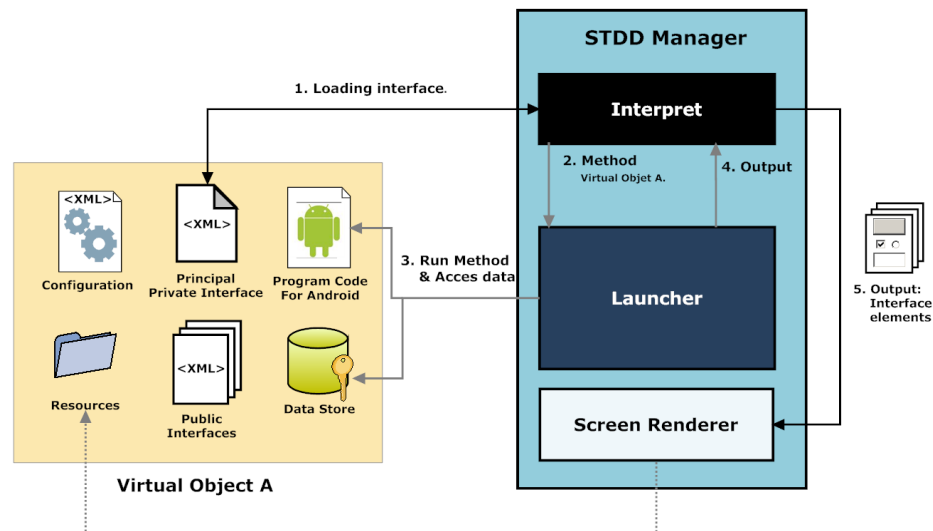 STDD Manager
1. Loading interface.
Interpret
2. Method
Virtual Objet A.
4. Output
<XML>
Configuration
<XML>
Principal
Private Interface
Program Code
For Android
3. Run Method
& Acces data
Launcher
5. Output:
Interface
elements
Resources
<XML>
Public
Interfaces
Data Store
Screen Renderer
Virtual Object A